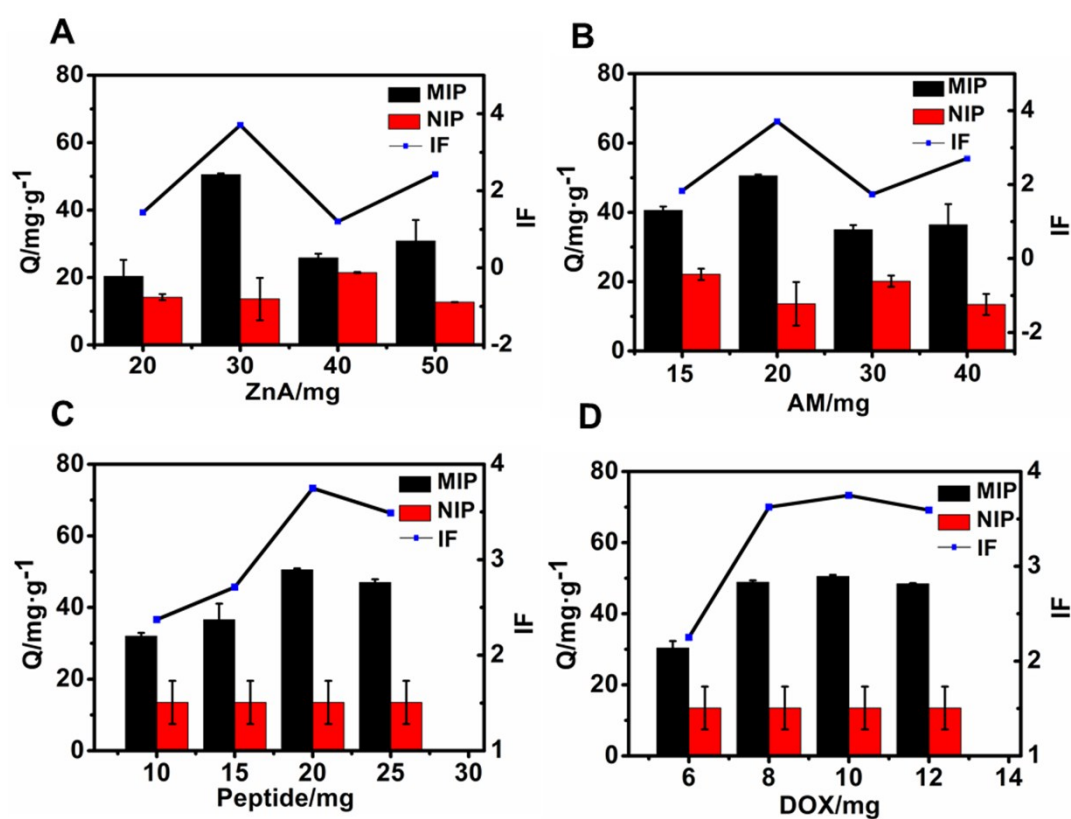 A
80
60
40
20
0
Q/mg·g-1
MIP
NIP
IF
4
2
0
-2
IF
20 30 40 50
ZnA/mg
B
80
60
40
20
0
Q/mg·g-1
MIP
NIP
IF
4
2
0
-2
IF
15 20 30 40
AM/mg
C
80
60
40
20
0
Q/mg·g-1
MIP
NIP
IF
4
3
2
1
IF
10 15 20 25 30
Peptide/mg
D
80
60
40
20
0
Q/mg·g-1
MIP
NIP
IF
4
3
2
1
IF
6 8 10 12 14
DOX/mg